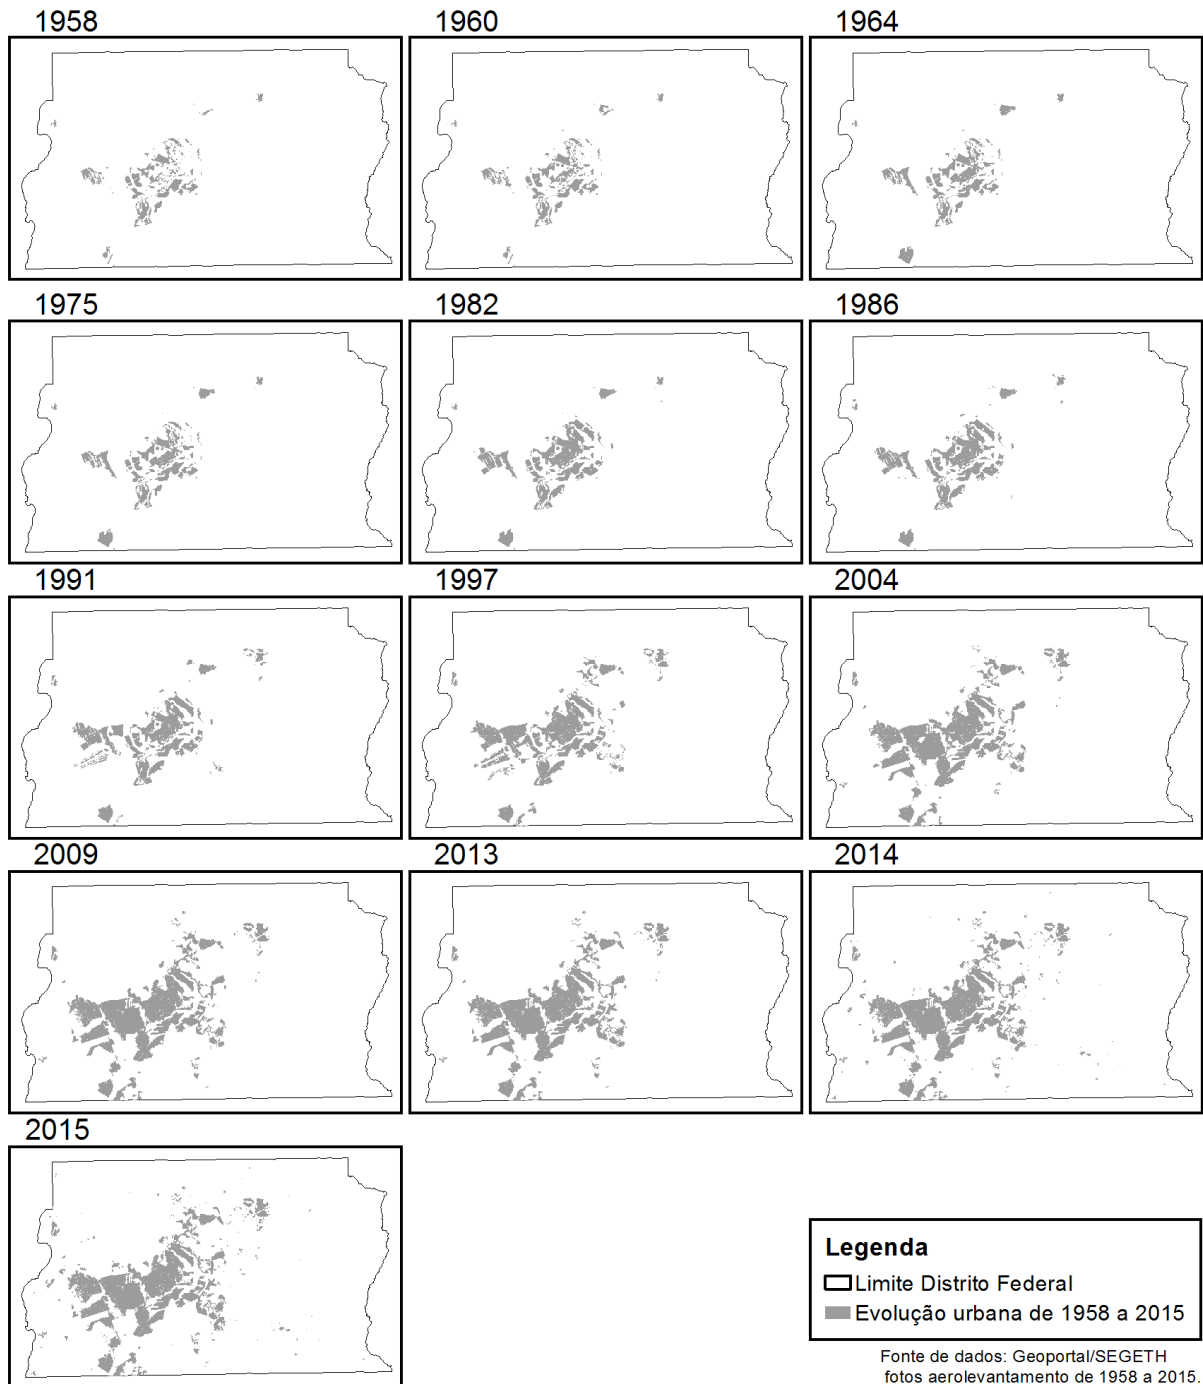 1958
1960
1964
1975
1982
1986
1991
1997
2004
2009
2013
2014
2015
Legenda
Limite Distrito Federal
Evolução urbana de 1958 a 2015
Fonte de dados: Geoportal/SEGETH
fotos aerolevantamento de 1958 a 2015.